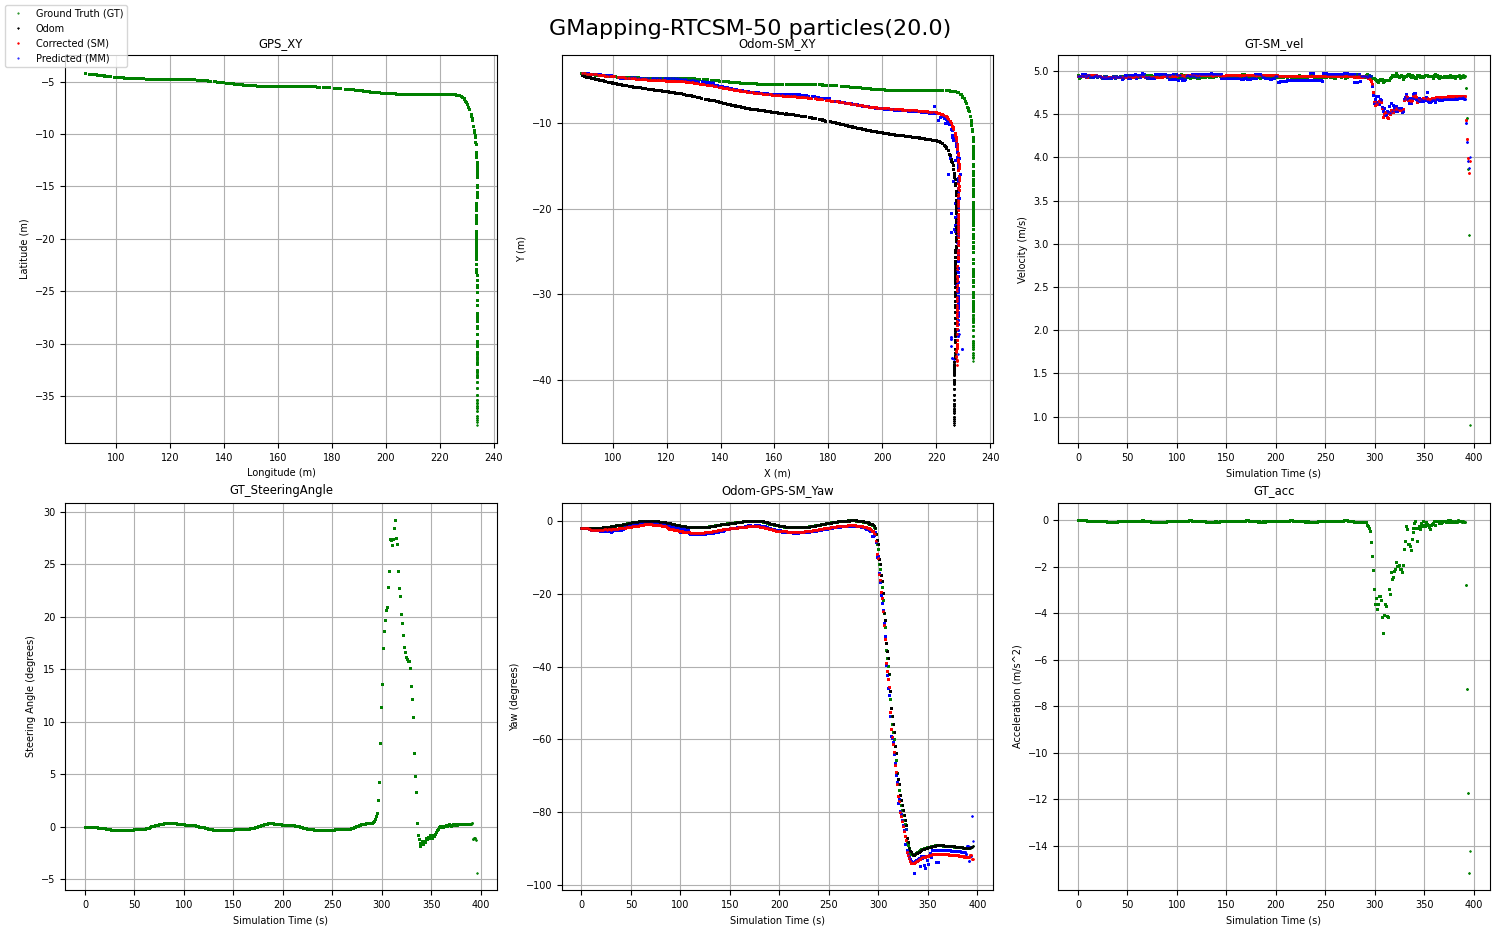 GMapping-RTCSM-50 particles(20.0)
Ground Truth (GT)
Odom
Corrected (SM)
Predicted (MM)
GPS_XY
−5
−10
−15
−20
−25
−30
−35
Latitude (m)
100 120 140 160 180 200 220 240
Longitude (m)
Odom-SM_XY
−10
−20
−30
−40
Y (m)
100 120 140 160 180 200 220 240
X (m)
GT-SM_vel
5.0
4.5
4.0
3.5
3.0
2.5
2.0
1.5
1.0
Velocity (m/s)
0 50 100 150 200 250 300 350 400
Simulation Time (s)
GT_SteeringAngle
30
25
20
15
10
5
0
−5
Steering Angle (degrees)
0 50 100 150 200 250 300 350 400
Simulation Time (s)
Odom-GPS-SM_Yaw
0
−20
−40
−60
−80
−100
Yaw (degrees)
0 50 100 150 200 250 300 350 400
Simulation Time (s)
GT_acc
0
−2
−4
−6
−8
−10
−12
−14
Acceleration (m/s^2)
0 50 100 150 200 250 300 350 400
Simulation Time (s)